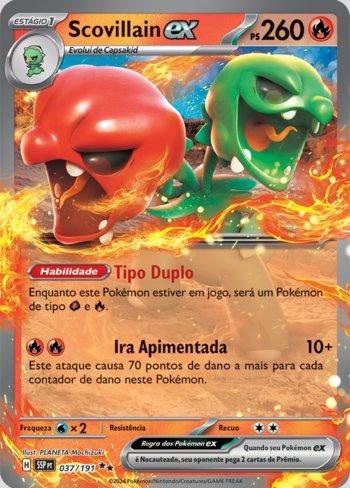 ESTÁGIO 1
Scovillain ex
PS 260
Evolui de Capsakid
Habilidade Tipo Duplo
Enquanto este Pokémon estiver em jogo, será um Pokémon
de tipo e .
Ira Apimentada 10+
Este ataque causa 70 pontos de dano a mais para cada
contador de dano neste Pokémon.
Fraqueza × 2 Resistência Recuo
Ilust. PLANETA Mochizuki
H SSP PT 037/191
Regra dos Pokémon ex
Quando seu Pokémon ex
é Nocauteado, seu oponente pega 2 cartas de Prêmio.
©2024 Pokémon/Nintendo/Creatures/GAME FREAK